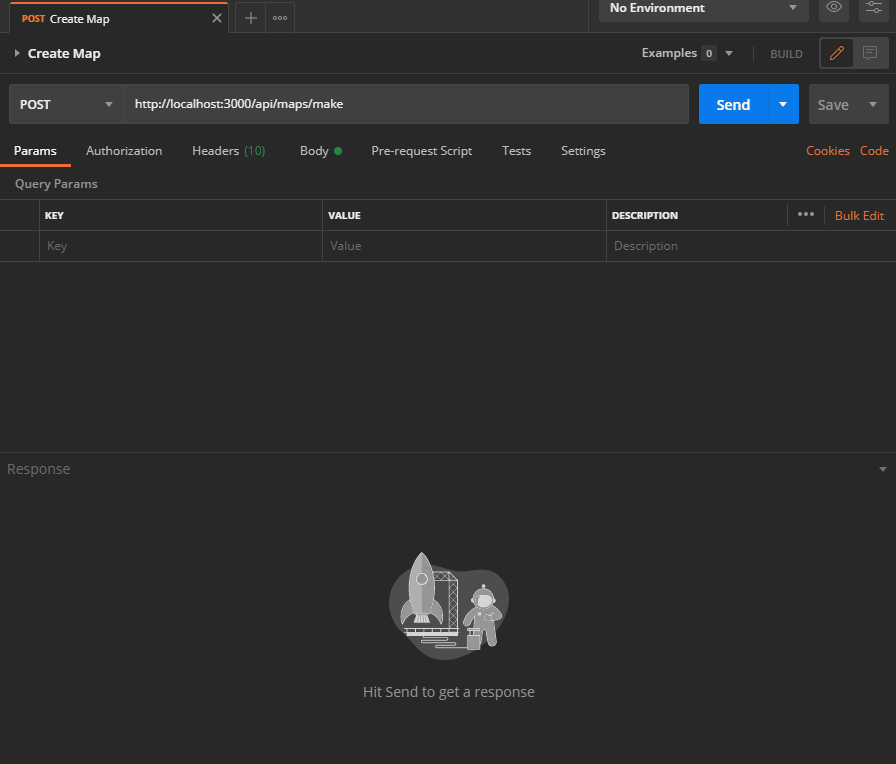 POST Create Map
No Environment
Create Map
Examples 0
BUILD
POST
http://localhost:3000/api/maps/make
Send
Save
Params
Authorization
Headers (10)
Body
Pre-request Script
Tests
Settings
Cookies
Code
Query Params
KEY
VALUE
DESCRIPTION
Bulk Edit
Key
Value
Description
Response
Hit Send to get a response